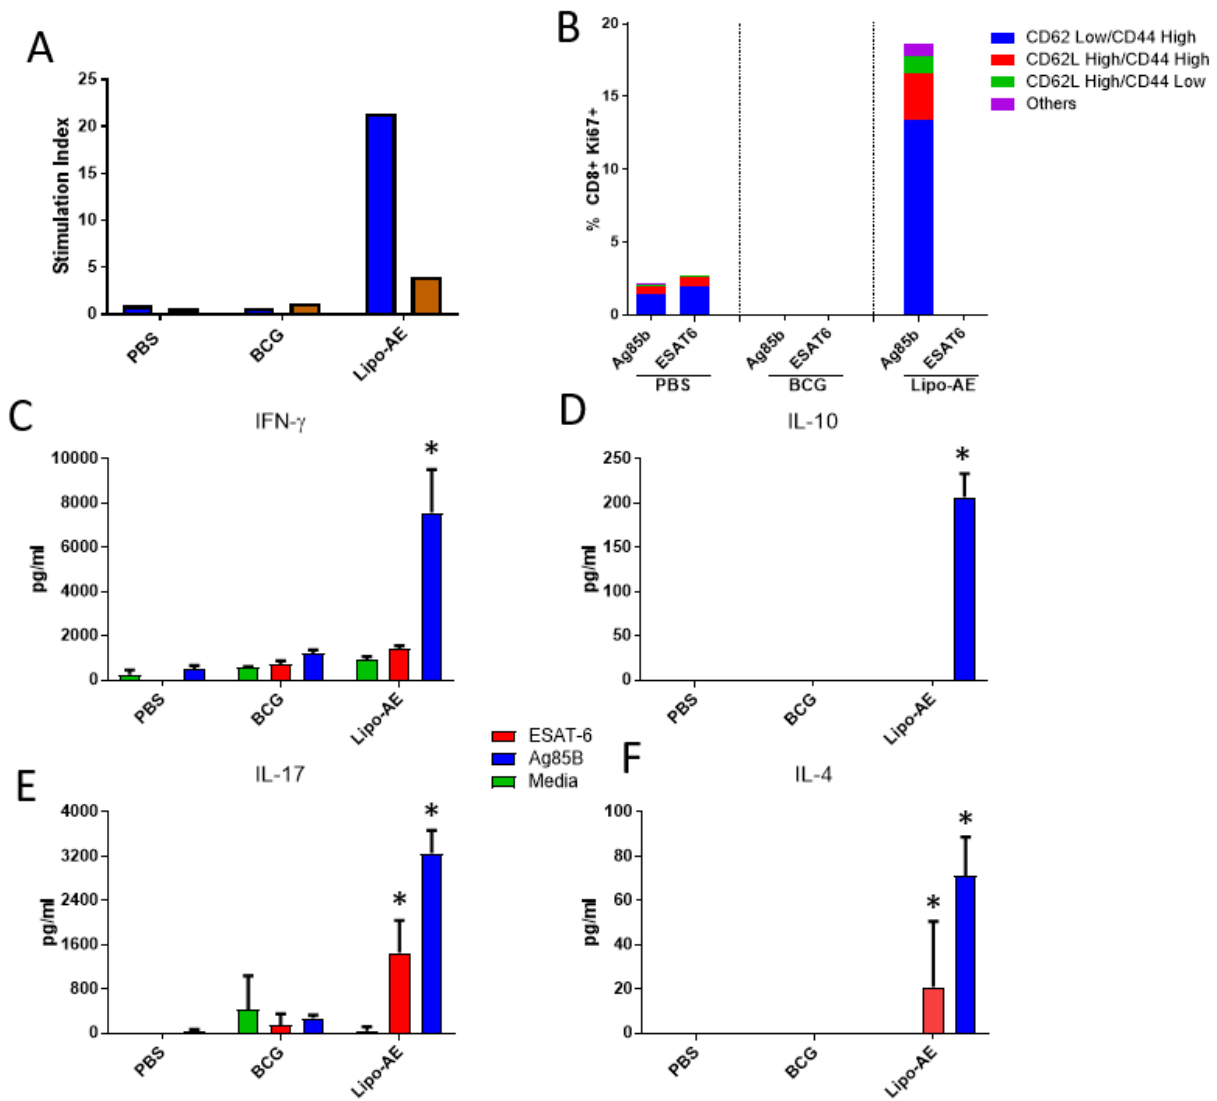 A
Stimulation Index
25
20
15
10
5
0
PBS
BCG
Lipo-AE
B
% CD8+ Ki67+
20
15
10
5
0
Ag85b
ESAT6
Ag85b
ESAT6
Ag85b
ESAT6
PBS
BCG
Lipo-AE
CD62 Low/CD44 High
CD62L High/CD44 High
CD62L High/CD44 Low
Others
C
IFN-γ
pg/ml
10000
8000
6000
4000
2000
0
*
PBS
BCG
Lipo-AE
D
IL-10
pg/ml
250
200
150
100
50
0
*
PBS
BCG
Lipo-AE
ESAT-6
Ag85B
Media
E
IL-17
pg/ml
4000
3200
2400
1600
800
0
*
*
PBS
BCG
Lipo-AE
F
IL-4
pg/ml
100
80
60
40
20
0
*
*
PBS
BCG
Lipo-AE